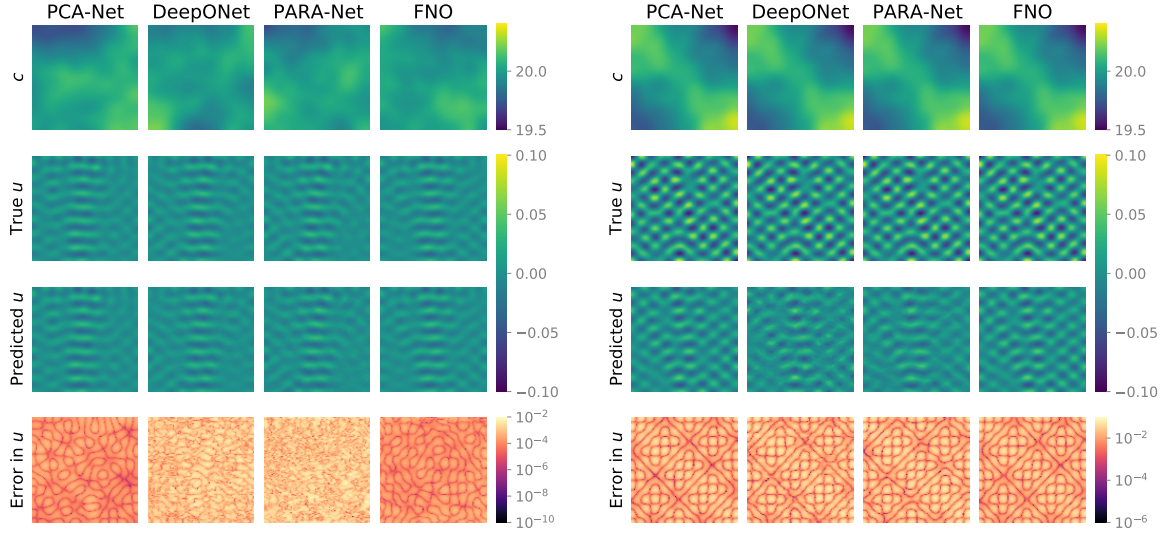 PCA-Net DeepONet PARA-Net FNO
c
20.0
19.5
True u
0.10
0.05
0.00
−0.05
−0.10
Predicted u
Error in u
10⁻²
10⁻⁴
10⁻⁶
10⁻⁸
10⁻¹⁰
PCA-Net DeepONet PARA-Net FNO
c
20.0
19.5
True u
0.10
0.05
0.00
−0.05
−0.10
Predicted u
Error in u
10⁻²
10⁻⁴
10⁻⁶